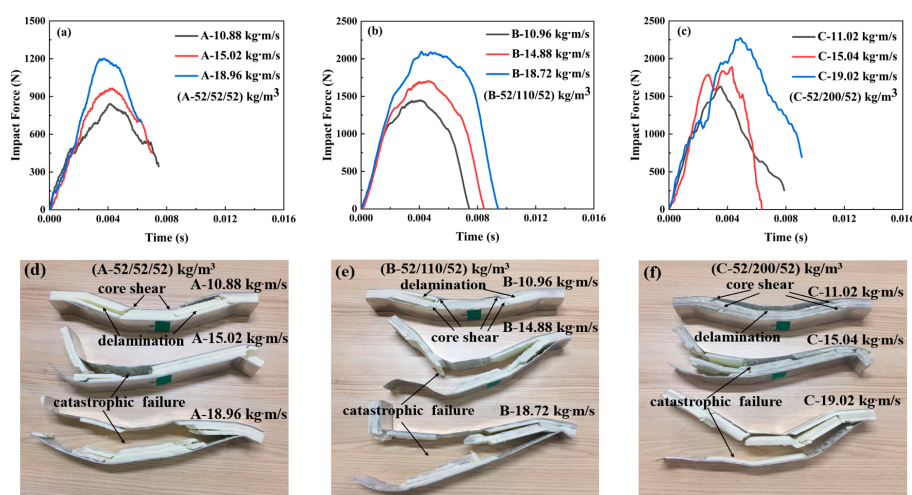 (a)
A-10.88 kg·m/s
A-15.02 kg·m/s
A-18.96 kg·m/s
(A-52/52/52) kg/m³
Impact Force (N)
1500
1200
900
600
300
0
0.000 0.004 0.008 0.012 0.016
Time (s)
(b)
B-10.96 kg·m/s
B-14.88 kg·m/s
B-18.72 kg·m/s
(B-52/110/52) kg/m³
Impact Force (N)
2500
2000
1500
1000
500
0
0.000 0.004 0.008 0.012 0.016
Time (s)
(c)
C-11.02 kg·m/s
C-15.04 kg·m/s
C-19.02 kg·m/s
(C-52/200/52) kg/m³
Impact Force (N)
2500
2000
1500
1000
500
0
0.000 0.004 0.008 0.012 0.016
Time (s)
(d)
(A-52/52/52) kg/m³
core shear
A-10.88 kg·m/s
delamination
A-15.02 kg·m/s
catastrophic failure
A-18.96 kg·m/s
(e)
(B-52/110/52) kg/m³
delamination
B-10.96 kg·m/s
core shear
B-14.88 kg·m/s
catastrophic failure
B-18.72 kg·m/s
(f)
(C-52/200/52) kg/m³
core shear
C-11.02 kg·m/s
delamination
C-15.04 kg·m/s
catastrophic failure
C-19.02 kg·m/s